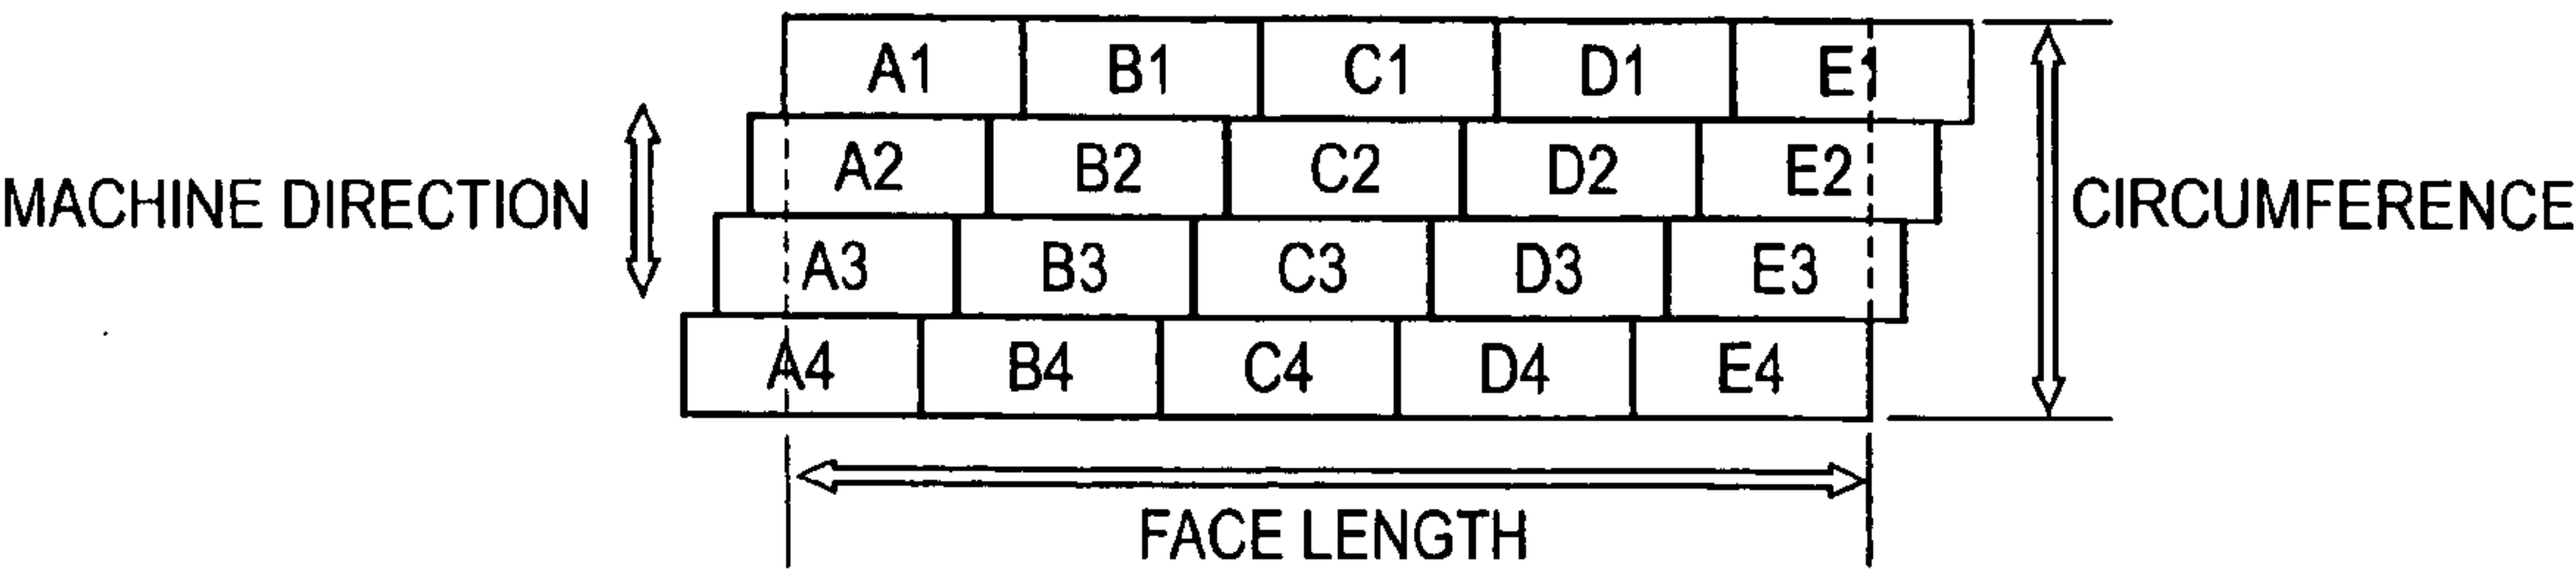 A1 B1 C1 D1 E1
A2 B2 C2 D2 E2
MACHINE DIRECTION
CIRCUMFERENCE
A3 B3 C3 D3 E3
A4 B4 C4 D4 E4
FACE LENGTH